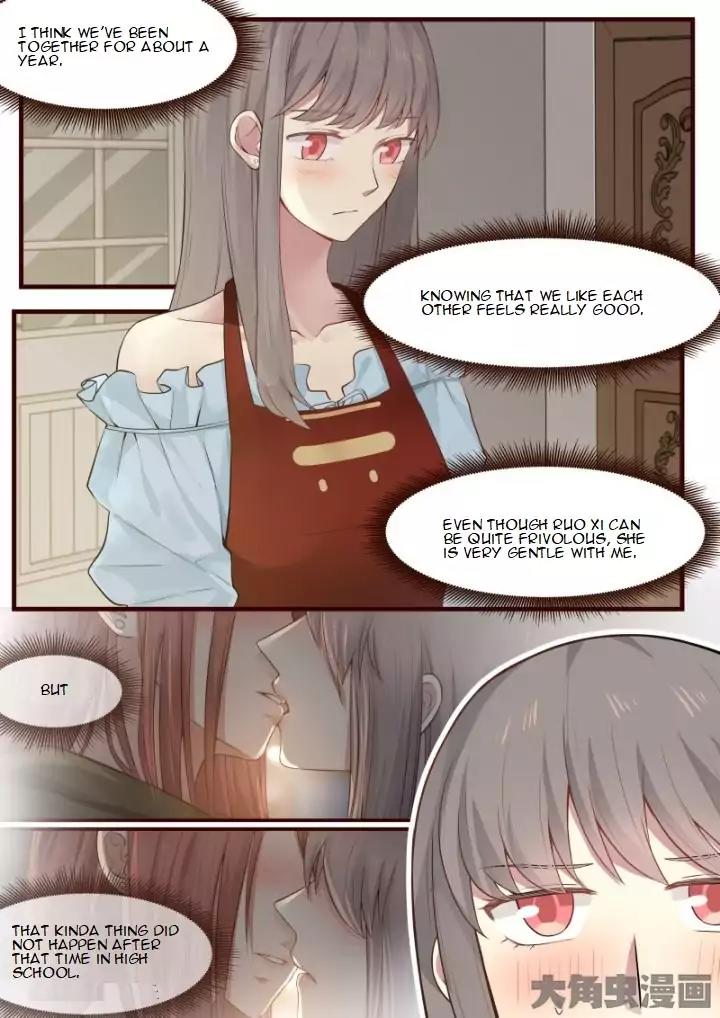 I THINK WE'VE BEEN
TOGETHER FOR ABOUT A
YEAR.
KNOWING THAT WE LIKE EACH
OTHER FEELS REALLY GOOD.
EVEN THOUGH RUO XI CAN
BE QUITE FRIVOLOUS, SHE
IS VERY GENTLE WITH ME.
BUT
THAT KINDA THING DID
NOT HAPPEN AFTER
THAT TIME IN HIGH
SCHOOL.
大角虫漫画